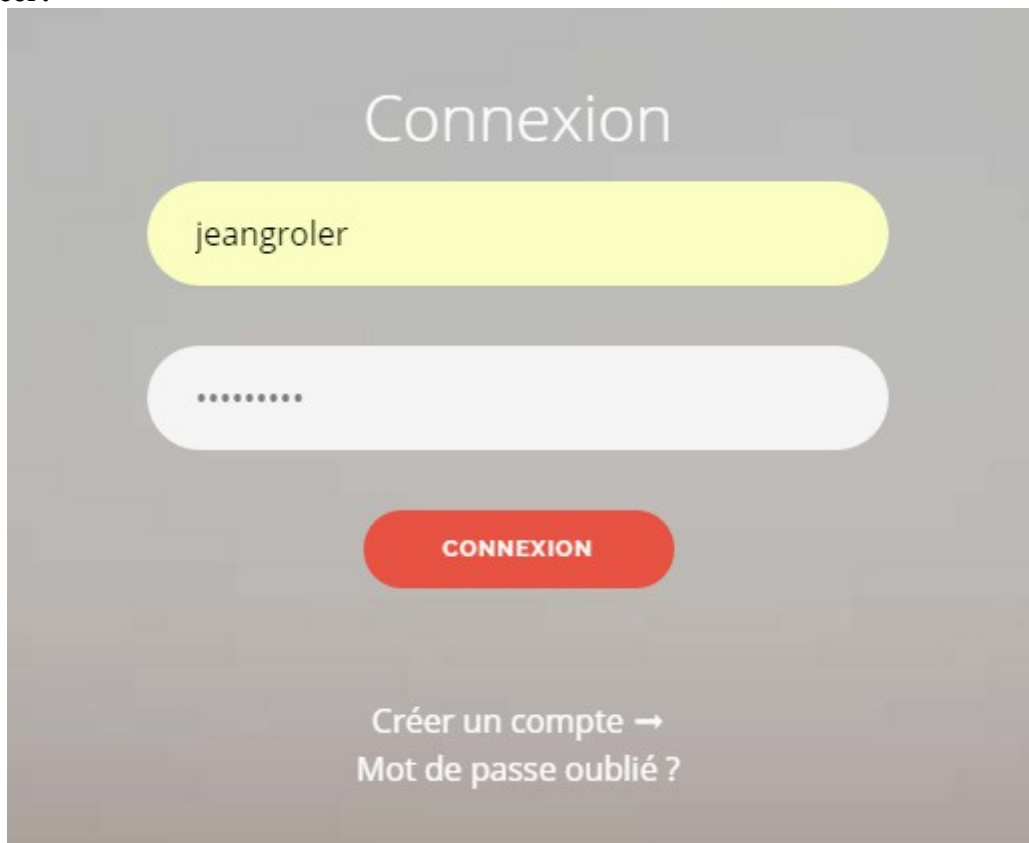 Connexion
jeangroler
•••••••••
CONNEXION
Créer un compte →
Mot de passe oublié ?